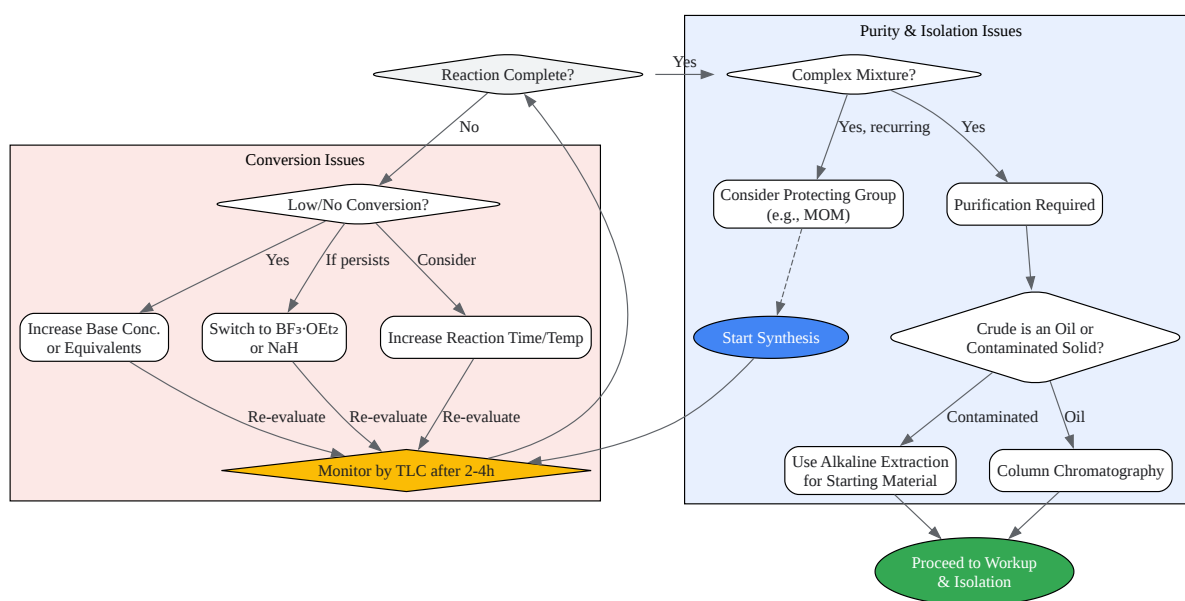 Purity & Isolation Issues
Reaction Complete?
Yes
Complex Mixture?
No
Yes, recurring
Yes
Conversion Issues
Low/No Conversion?
Consider Protecting Group
(e.g., MOM)
Purification Required
Yes
If persists
Consider
Increase Base Conc.
or Equivalents
Switch to BF₃·OEt₂
or NaH
Increase Reaction Time/Temp
Start Synthesis
Crude is an Oil or
Contaminated Solid?
Re-evaluate
Re-evaluate
Re-evaluate
Contaminated
Oil
Monitor by TLC after 2-4h
Use Alkaline Extraction
for Starting Material
Column Chromatography
Proceed to Workup
& Isolation